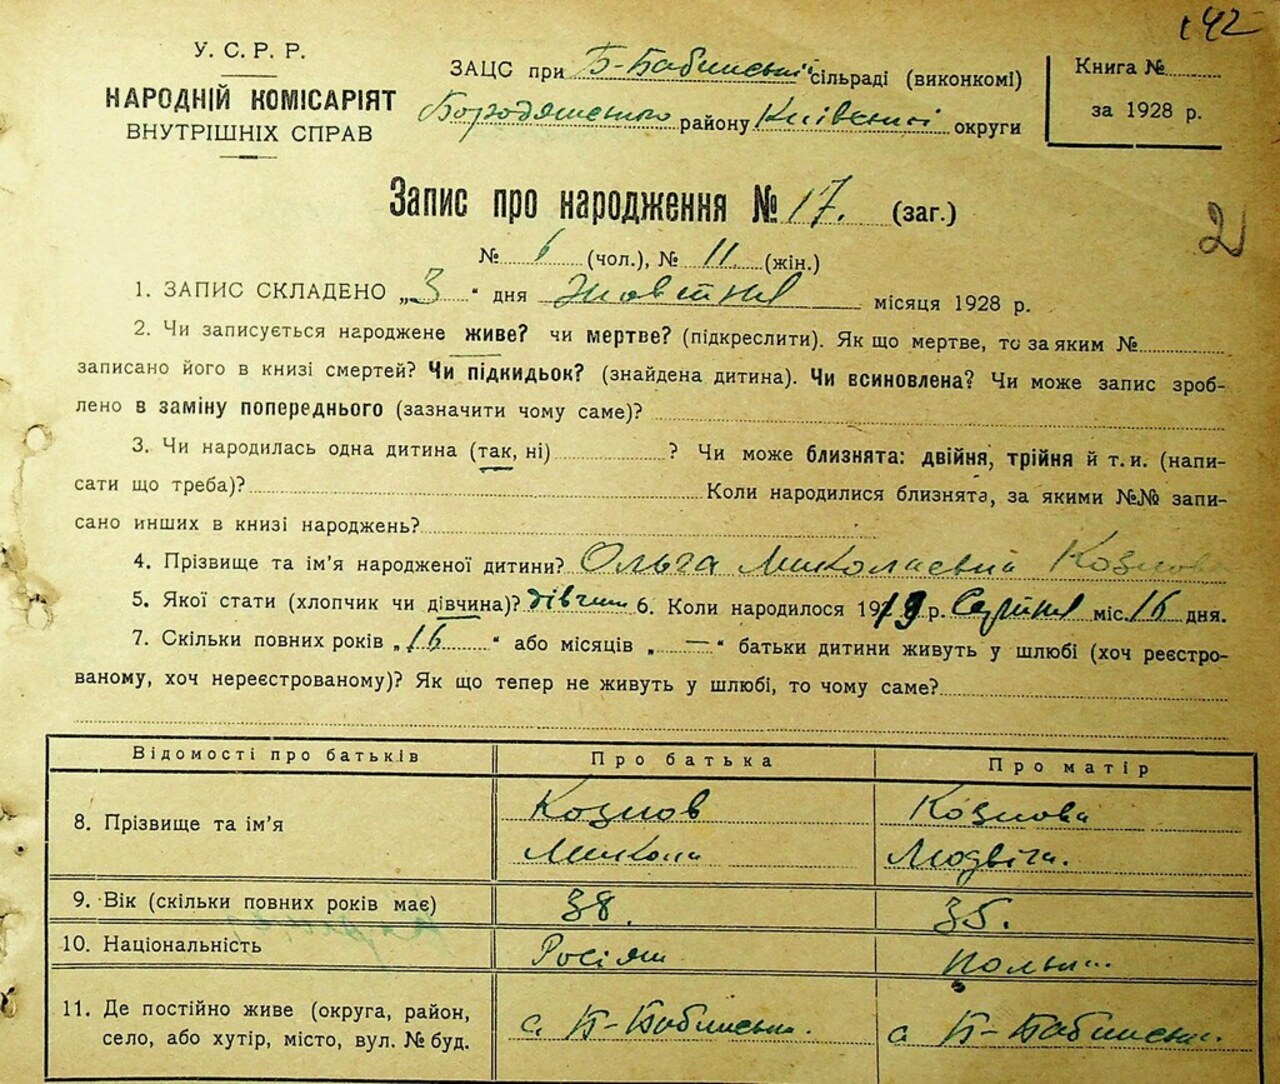 142
У. С. Р. Р.
НАРОДНІЙ КОМІСАРІЯТ
ВНУТРІШНІХ СПРАВ
ЗАЦС при Б-Бабинській сільраді (виконкомі)
Бородянського району Київської округи
Книга №
за 1928 р.
Запис про народження № 17. (заг.)
2
№ 6 (чол.), № 11 (жін.)
1. ЗАПИС СКЛАДЕНО „3“ дня Жовтня місяця 1928 р.
2. Чи записується народжене живе? чи мертве? (підкреслити). Як що мертве, то за яким №
записано його в книзі смертей? Чи підкидьок? (знайдена дитина). Чи всиновлена? Чи може запис зроб-
лено в заміну попереднього (зазначити чому саме)?
3. Чи народилась одна дитина (так, ні) ? Чи може близнята: двійня, трійня й т. и. (напи-
сати що треба)? Коли народилися близнята, за якими №№ запи-
сано инших в книзі народжень?
4. Прізвище та ім'я народженої дитини? Ольга Миколаєвна
5. Якої стати (хлопчик чи дівчина)? дівчина 6. Коли народилося 1919 р. Серпня міс. 16 дня.
7. Скільки повних років „16“ або місяців „—“ батьки дитини живуть у шлюбі (хоч реєстро-
ваному, хоч нереєстрованому)? Як що тепер не живуть у шлюбі, то чому саме?
Відомості про батьків Про батька Про матір
8. Прізвище та ім'я
Микола Людвіга.
9. Вік (скільки повних років має) 38. 35.
10. Національність Росіян Польк
11. Де постійно живе (округа, район,
село, або хутір, місто, вул. № буд.
с. Б-Бабинськ. с Б-Бабинськ.